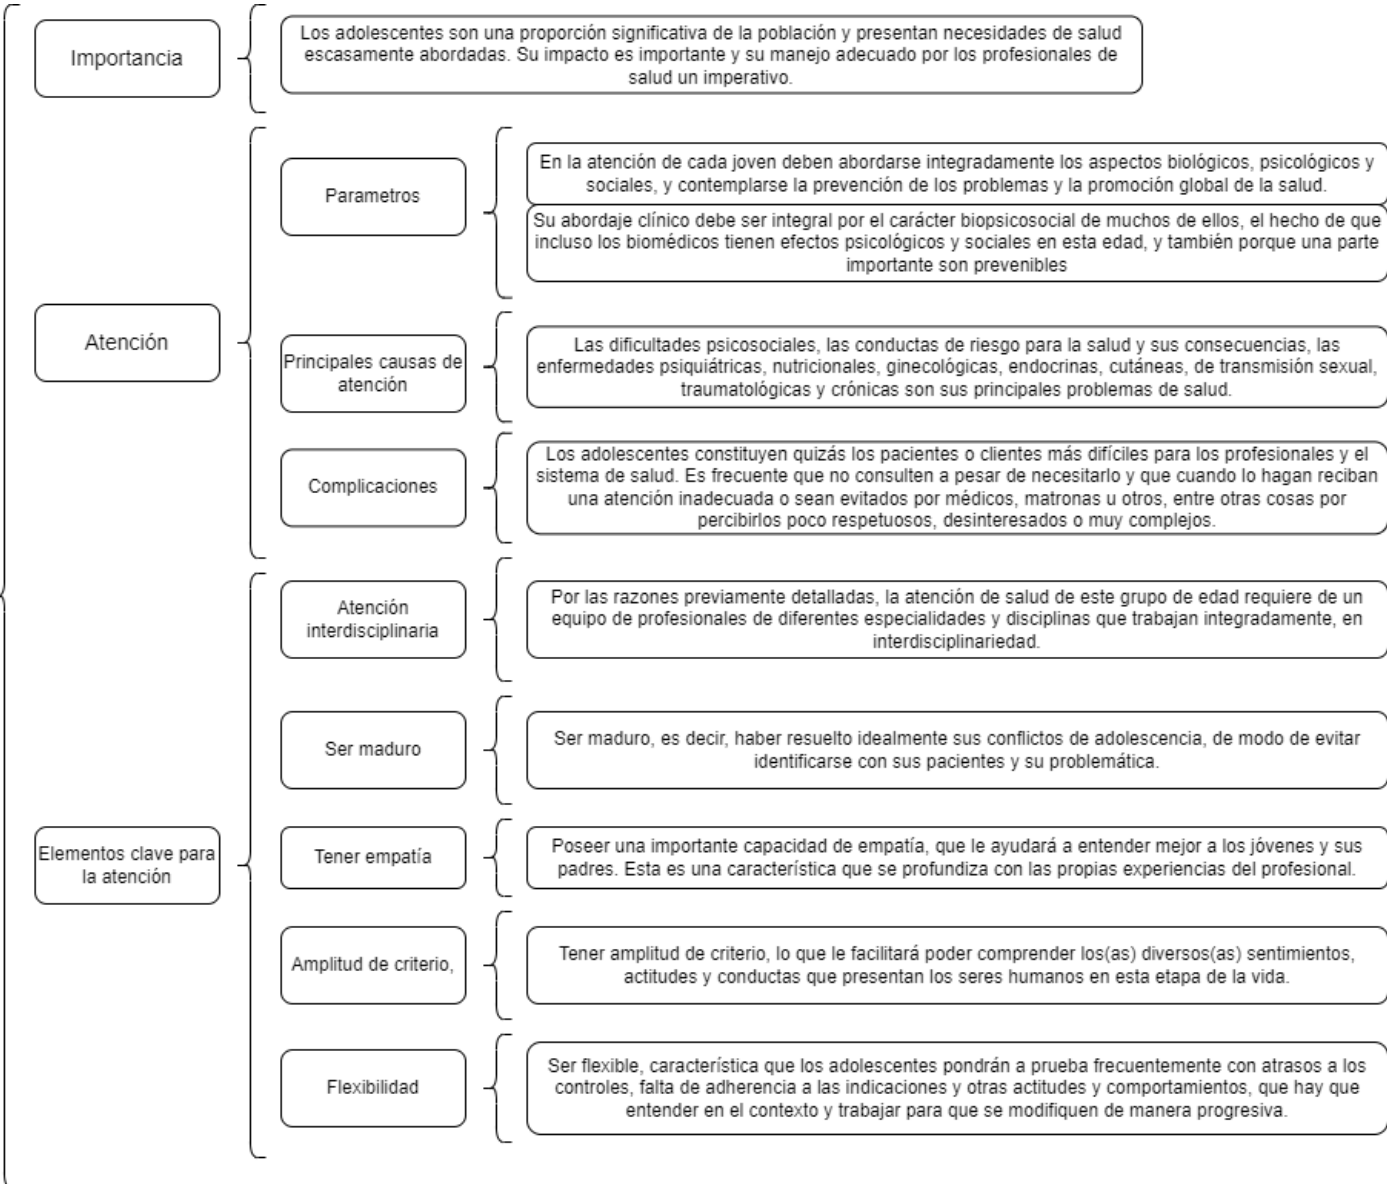 Importancia
Los adolescentes son una proporción significativa de la población y presentan necesidades de salud
escasamente abordadas. Su impacto es importante y su manejo adecuado por los profesionales de
salud un imperativo.
Atención
Parametros
En la atención de cada joven deben abordarse integradamente los aspectos biológicos, psicológicos y
sociales, y contemplarse la prevención de los problemas y la promoción global de la salud.
Su abordaje clínico debe ser integral por el carácter biopsicosocial de muchos de ellos, el hecho de que
incluso los biomédicos tienen efectos psicológicos y sociales en esta edad, y también porque una parte
importante son prevenibles
Principales causas de
atención
Las dificultades psicosociales, las conductas de riesgo para la salud y sus consecuencias, las
enfermedades psiquiátricas, nutricionales, ginecológicas, endocrinas, cutáneas, de transmisión sexual,
traumatológicas y crónicas son sus principales problemas de salud.
Complicaciones
Los adolescentes constituyen quizás los pacientes o clientes más difíciles para los profesionales y el
sistema de salud. Es frecuente que no consulten a pesar de necesitarlo y que cuando lo hagan reciban
una atención inadecuada o sean evitados por médicos, matronas u otros, entre otras cosas por
percibirlos poco respetuosos, desinteresados o muy complejos.
Elementos clave para
la atención
Atención
interdisciplinaria
Por las razones previamente detalladas, la atención de salud de este grupo de edad requiere de un
equipo de profesionales de diferentes especialidades y disciplinas que trabajan integradamente, en
interdisciplinariedad.
Ser maduro
Ser maduro, es decir, haber resuelto idealmente sus conflictos de adolescencia, de modo de evitar
identificarse con sus pacientes y su problemática.
Tener empatía
Poseer una importante capacidad de empatía, que le ayudará a entender mejor a los jóvenes y sus
padres. Esta es una característica que se profundiza con las propias experiencias del profesional.
Amplitud de criterio,
Tener amplitud de criterio, lo que le facilitará poder comprender los(as) diversos(as) sentimientos,
actitudes y conductas que presentan los seres humanos en esta etapa de la vida.
Flexibilidad
Ser flexible, característica que los adolescentes pondrán a prueba frecuentemente con atrasos a los
controles, falta de adherencia a las indicaciones y otras actitudes y comportamientos, que hay que
entender en el contexto y trabajar para que se modifiquen de manera progresiva.